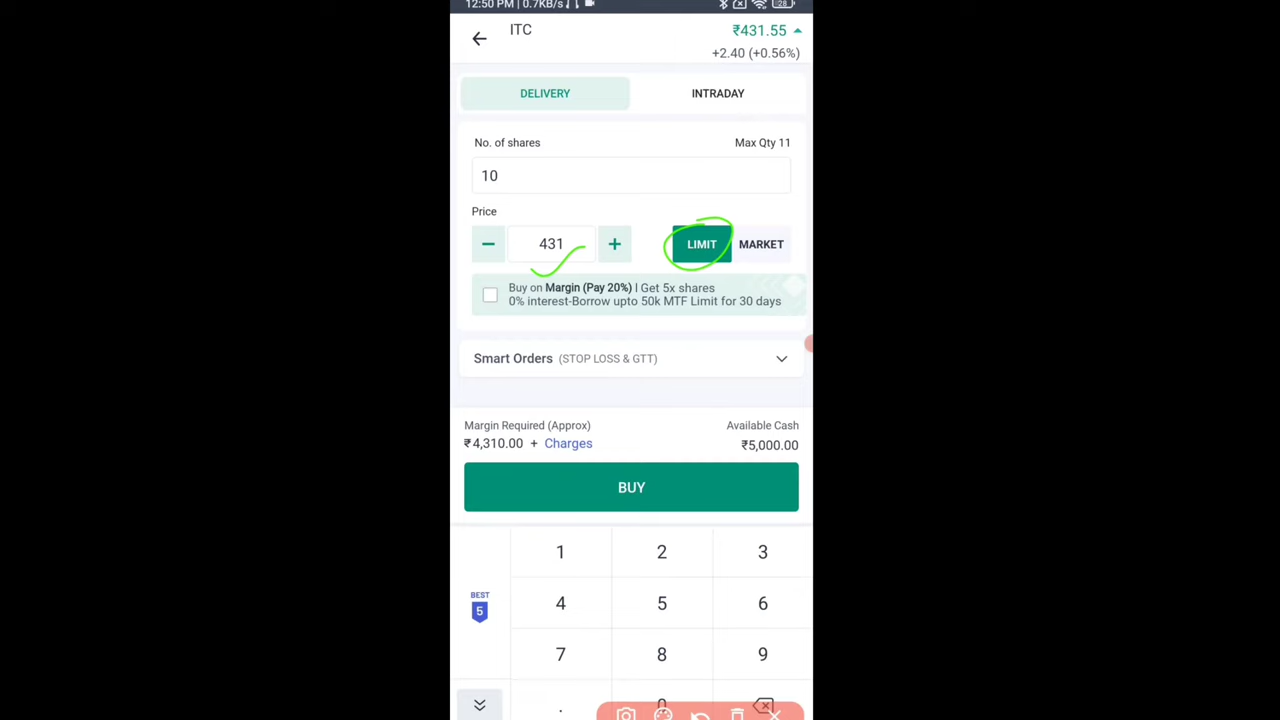 12:50 PM | 0.7KB/s
28
ITC
₹431.55
+2.40 (+0.56%)
DELIVERY
INTRADAY
No. of shares
Max Qty 11
10
Price
− 431 +
LIMIT
MARKET
Buy on Margin (Pay 20%) | Get 5x shares
0% interest-Borrow upto 50k MTF Limit for 30 days
Smart Orders (STOP LOSS & GTT)
Margin Required (Approx)
Available Cash
₹4,310.00 + Charges
₹5,000.00
BUY
1 2 3
BEST
5
4 5 6
7 8 9
. 0